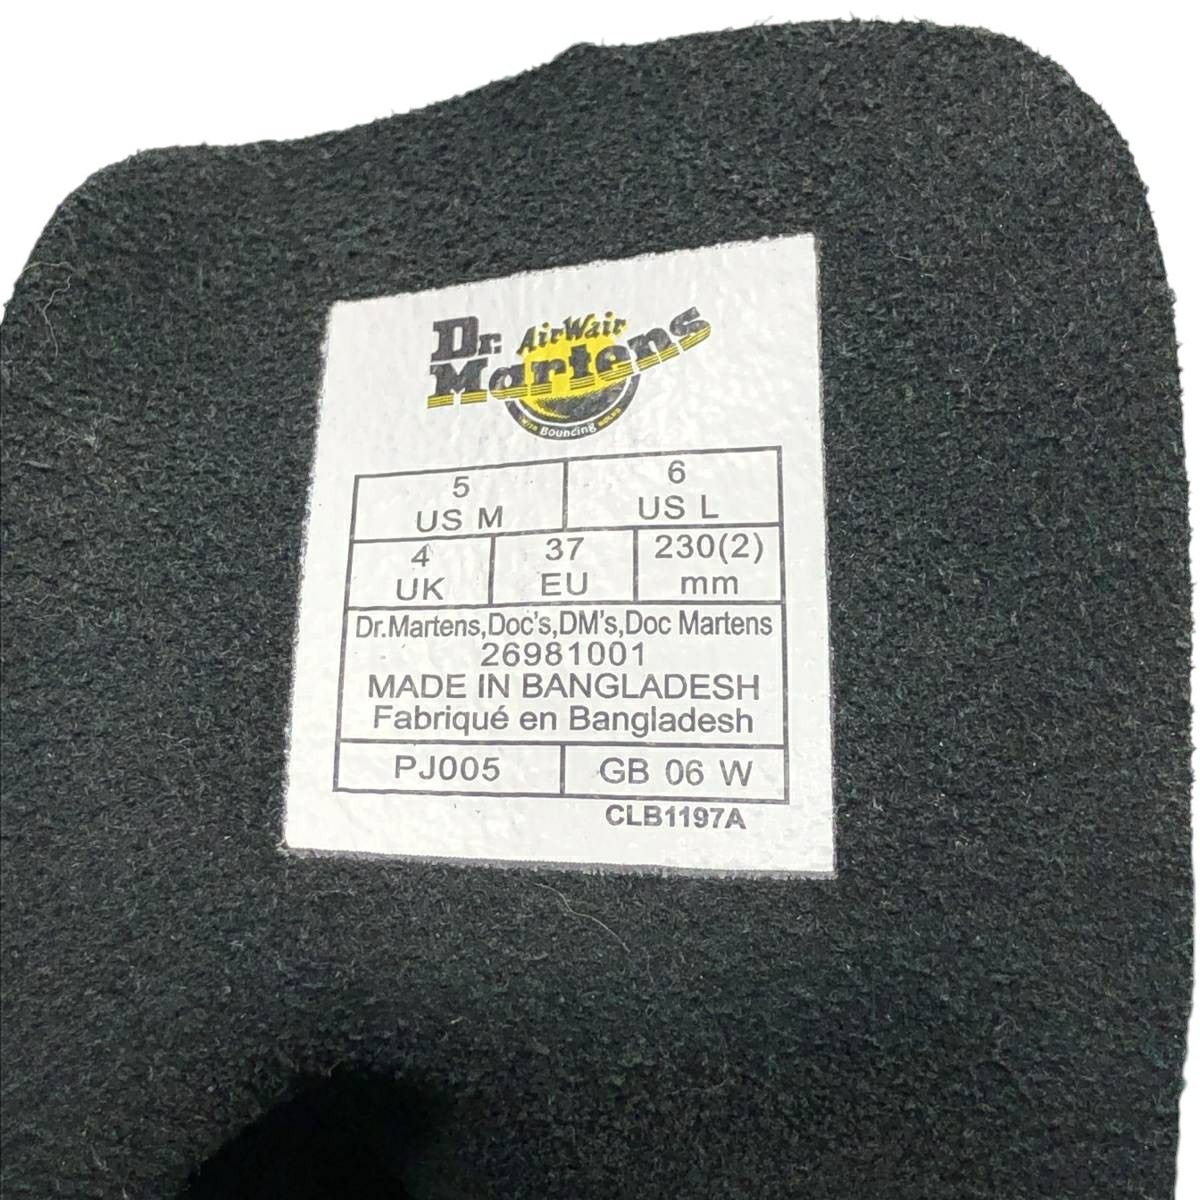 Dr. AirWair
Martens
WITH Bouncing SOLES
5
US M
6
US L
4
UK
37
EU
230(2)
mm
Dr.Martens,Doc's,DM's,Doc Martens
26981001
MADE IN BANGLADESH
Fabriqué en Bangladesh
PJ005
GB 06 W
CLB1197A